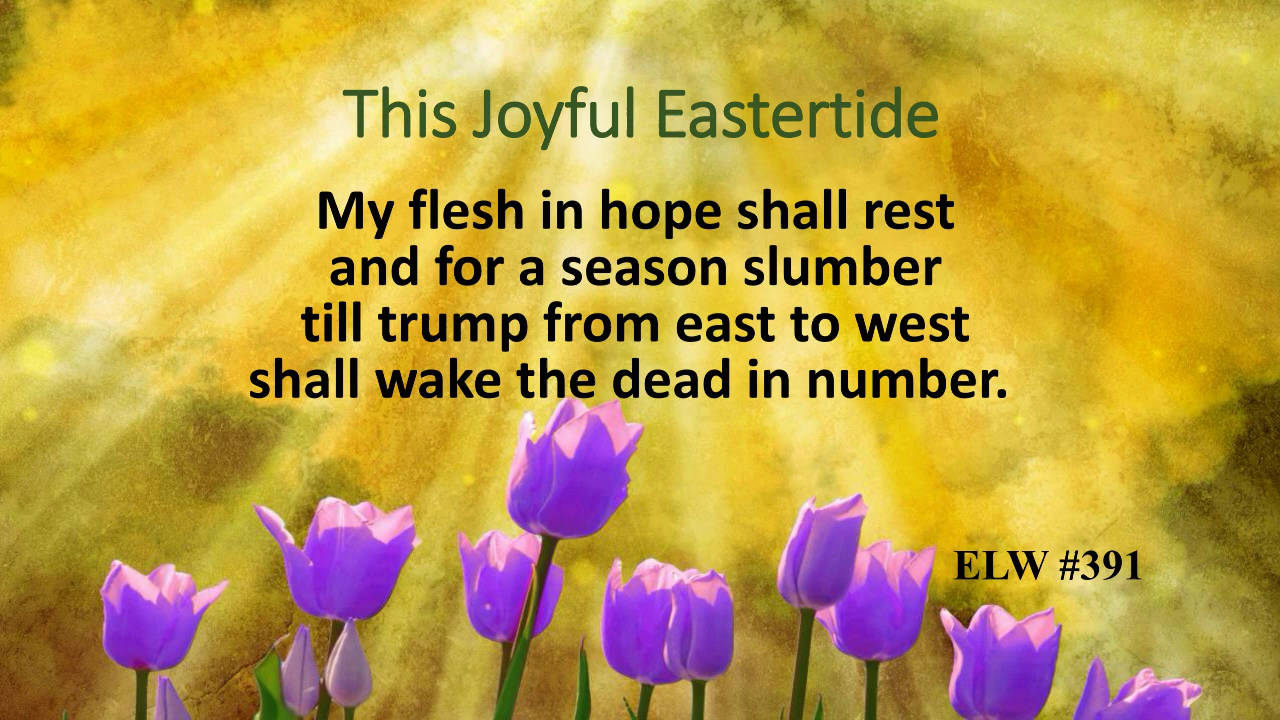 This Joyful Eastertide
My flesh in hope shall rest
and for a season slumber
till trump from east to west
shall wake the dead in number.
ELW #391